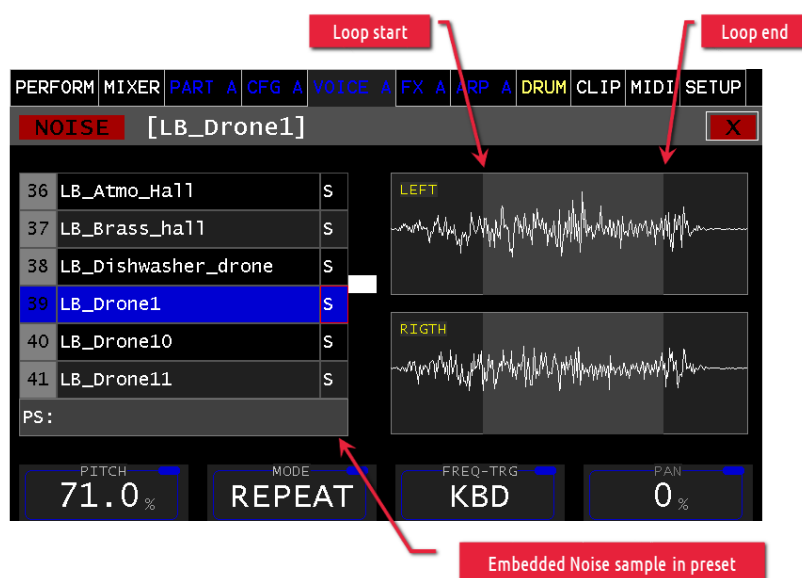 Loop start
Loop end
PERFORM MIXER PART A CFG A VOICE A FX A ARP A DRUM CLIP MIDI SETUP
NOISE [LB_Drone1] X
36 LB_Atmo_Hall S
37 LB_Brass_hall S
38 LB_Dishwasher_drone S
39 LB_Drone1 S
40 LB_Drone10 S
41 LB_Drone11 S
PS:
LEFT
RIGTH
PITCH
71.0 %
MODE
REPEAT
FREQ-TRG
KBD
PAN
0 %
Embedded Noise sample in preset